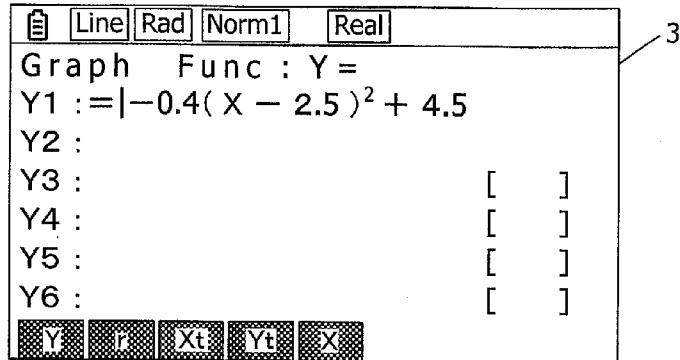 Line Rad Norm1 Real
3
Graph Func : Y =
Y1 :=|−0.4( X − 2.5 )² + 4.5
Y2 :
Y3 : [ ]
Y4 : [ ]
Y5 : [ ]
Y6 : [ ]
Y r Xt Yt X